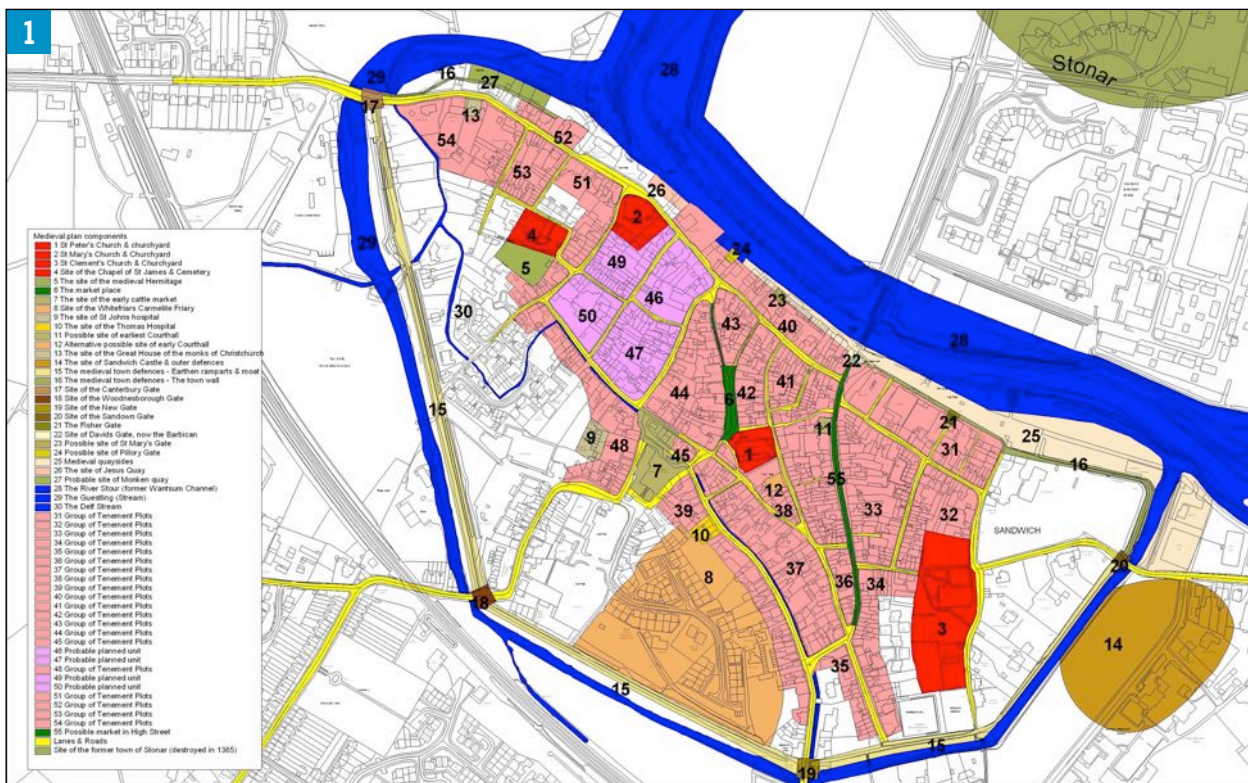 1
Stonar
SANDWICH
Medieval plan components
1 St Peter's Church & churchyard
2 St Mary's Church & churchyard
3 St Clement's Church & Churchyard
4 Site of the Chapel of St James & Cemetery
5 The site of the medieval Hermitage
6 The market place
7 The site of the early cattle market
8 Site of the Whitefriars Carmelite Friary
9 The site of St Johns hospital
10 The site of the Thomas Hospital
11 Possible site of earliest Courthall
12 Alternative possible site of early Courthall
13 The site of the Great House of the monks of Christchurch
14 The site of Sandwich Castle & outer defences
15 The medieval town defences - Earthen ramparts & moat
16 The medieval town defences - The town wall
17 Site of the Canterbury Gate
18 Site of the Woodnesborough Gate
19 Site of the New Gate
20 Site of the Sandown Gate
21 The Fisher Gate
22 Site of Davids Gate, now the Barbican
23 Possible site of St Mary's Gate
24 Possible site of Pillory Gate
25 Medieval quaysides
26 The site of Jesus Quay
27 Probable site of Monken quay
28 The River Stour (former Wantsum Channel)
29 The Guestling (Stream)
30 The Delf Stream
31 Group of Tenement Plots
32 Group of Tenement Plots
33 Group of Tenement Plots
34 Group of Tenement Plots
35 Group of Tenement Plots
36 Group of Tenement Plots
37 Group of Tenement Plots
38 Group of Tenement Plots
39 Group of Tenement Plots
40 Group of Tenement Plots
41 Group of Tenement Plots
42 Group of Tenement Plots
43 Group of Tenement Plots
44 Group of Tenement Plots
45 Group of Tenement Plots
46 Probable planned unit
47 Probable planned unit
48 Group of Tenement Plots
49 Probable planned unit
50 Probable planned unit
51 Group of Tenement Plots
52 Group of Tenement Plots
53 Group of Tenement Plots
54 Group of Tenement Plots
55 Possible market in High Street
Lanes & Roads
Site of the former town of Stonar (destroyed in 1365)
29
16
27
28
17
13
54
52
53
51
26
2
4
24
49
5
29
46
23
50
30
43
40
28
47
22
41
44
6
42
15
11
21
31
25
9
48
45
1
16
7
55
12
33
32
39
38
10
37
8
36
34
20
18
3
14
35
15
15
19